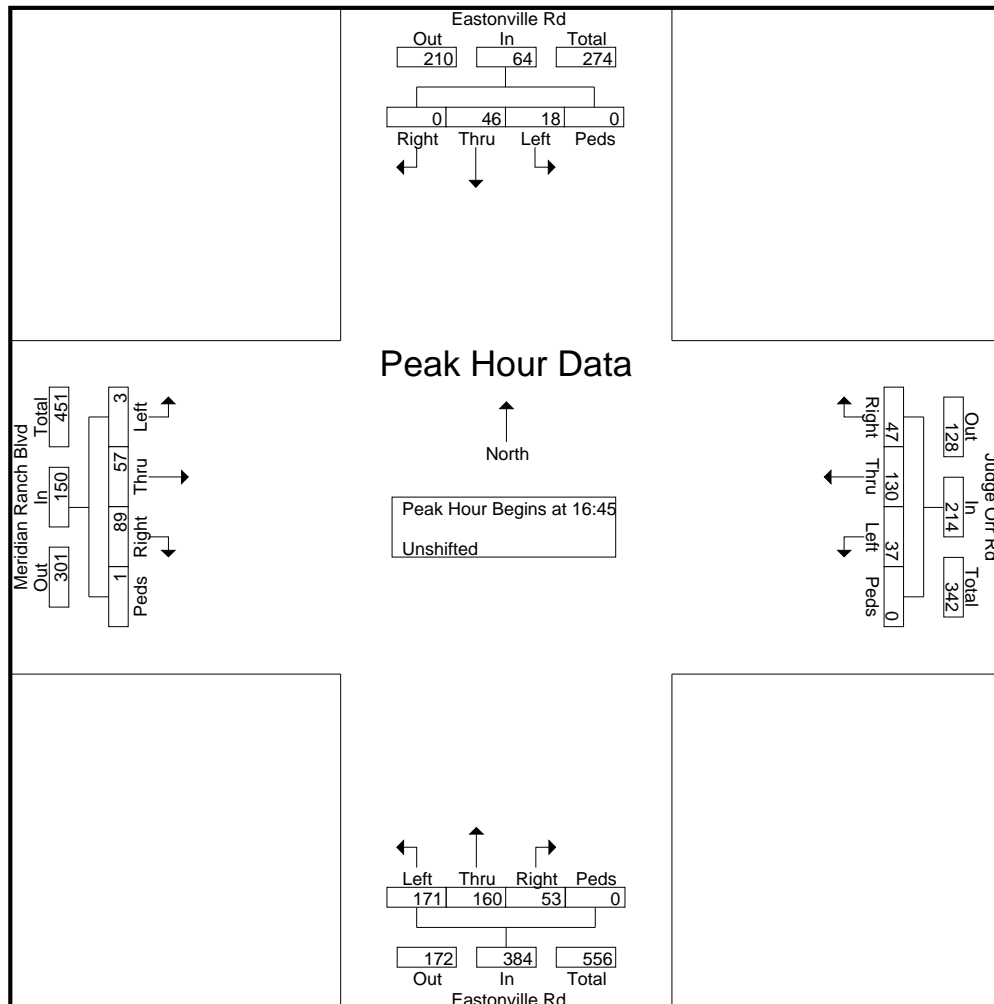 Eastonville Rd
Out In Total
210 64 274
0 46 18 0
Right Thru Left Peds
Peak Hour Data
North
Peak Hour Begins at 16:45
Unshifted
Meridian Ranch Blvd
Out In Total
301 150 451
1 89 57 3
Peds Right Thru Left
Judge Orr Rd
Out In Total
128 214 342
47 130 37 0
Right Thru Left Peds
Left Thru Right Peds
171 160 53 0
172 384 556
Out In Total
Eastonville Rd